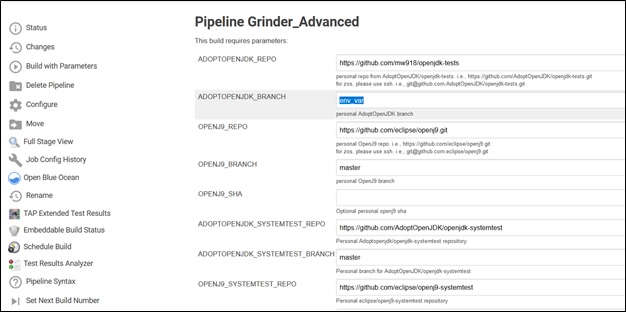 Pipeline Grinder_Advanced
This build requires parameters:
Status
Changes
Build with Parameters
Delete Pipeline
Configure
Move
Full Stage View
Job Config History
Open Blue Ocean
Rename
TAP Extended Test Results
Embeddable Build Status
Schedule Build
Test Results Analyzer
Pipeline Syntax
Set Next Build Number
ADOPTOPENJDK_REPO
https://github.com/mw918/openjdk-tests
personal repo from AdoptOpenJDK/openjdk-tests. i.e., https://github.com/AdoptOpenJDK/openjdk-tests.git
for zos, please use ssh. i.e., git@github.com:AdoptOpenJDK/openjdk-tests.git
ADOPTOPENJDK_BRANCH
env_var
personal AdoptOpenJDK branch
OPENJ9_REPO
https://github.com/eclipse/openj9.git
personal OpenJ9 repo. i.e., https://github.com/eclipse/openj9.git
for zos, please use ssh. i.e., git@github.com:eclipse/openj9.git
OPENJ9_BRANCH
master
personal OpenJ9 branch
OPENJ9_SHA
Optional personal openj9 sha
ADOPTOPENJDK_SYSTEMTEST_REPO
https://github.com/AdoptOpenJDK/openjdk-systemtest
Personal Adoptopenjdk/openjdk-systemtest repository
ADOPTOPENJDK_SYSTEMTEST_BRANCH
master
Personal branch for AdoptOpenJDK/openjdk-systemtest
OPENJ9_SYSTEMTEST_REPO
https://github.com/eclipse/openj9-systemtest
Personal eclipse/openj9-systemtest repository